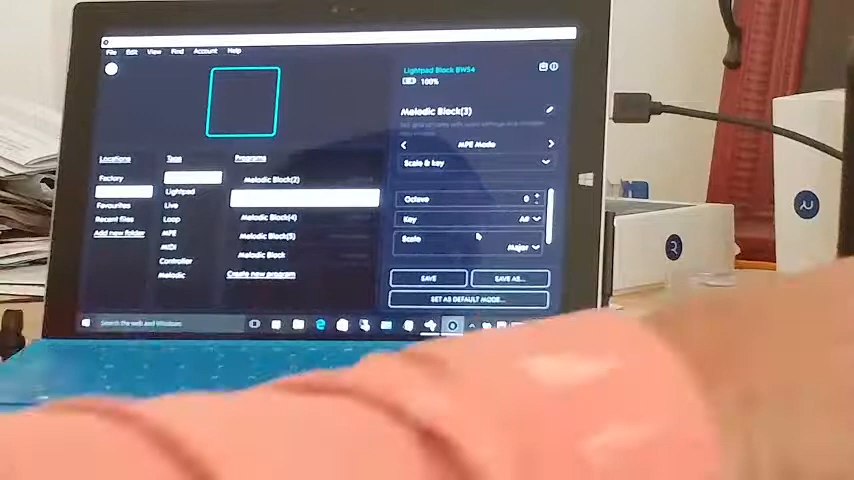 File Edit View Find Account Help
Lightpad Block BWS4
100%
Melodic Block(3)
MPE Mode
Scale & key
Locations
Factory
Favourites
Recent files
Add new folder
Tags
Lightpad
Live
Loop
MPE
MIDI
Controller
Melodic
Programs
Melodic Block(2)
Melodic Block(4)
Melodic Block(5)
Melodic Block
Create new program
Octave 0
Key A#
Scale
Major
SAVE SAVE AS...
SET AS DEFAULT MODE...
Search the web and Windows